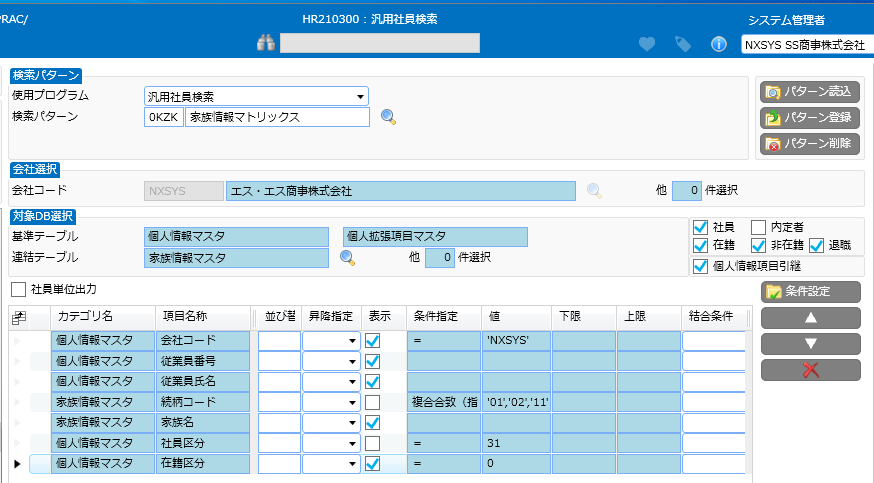 PRAC/
HR210300：汎用社員検索
システム管理者
NXSYS SS商事株式会社
検索パターン
使用プログラム 汎用社員検索
検索パターン 0KZK 家族情報マトリックス
パターン読込
パターン登録
パターン削除
会社選択
会社コード NXSYS エス・エス商事株式会社 他 0 件選択
対象DB選択
基準テーブル 個人情報マスタ 個人拡張項目マスタ
連結テーブル 家族情報マスタ 他 0 件選択
社員 内定者
在籍 非在籍 退職
個人情報項目引継
社員単位出力
条件設定
カテゴリ名 項目名称 並び替 昇降指定 表示 条件指定 値 下限 上限 結合条件
個人情報マスタ 会社コード = 'NXSYS'
個人情報マスタ 従業員番号
個人情報マスタ 従業員氏名
家族情報マスタ 続柄コード 複合合致（指 '01','02','11'
家族情報マスタ 家族名
個人情報マスタ 社員区分 = 31
個人情報マスタ 在籍区分 = 0